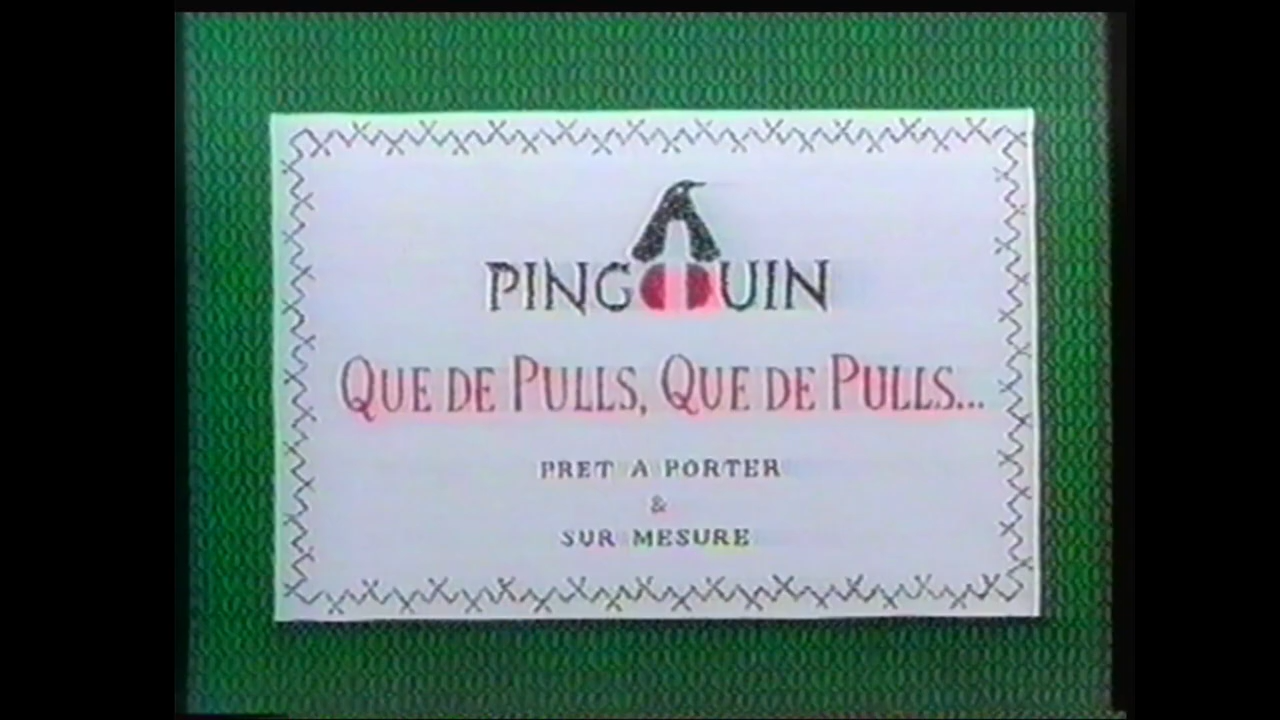 PINGOUIN
QUE DE PULLS, QUE DE PULLS...
PRET A PORTER
&
SUR MESURE